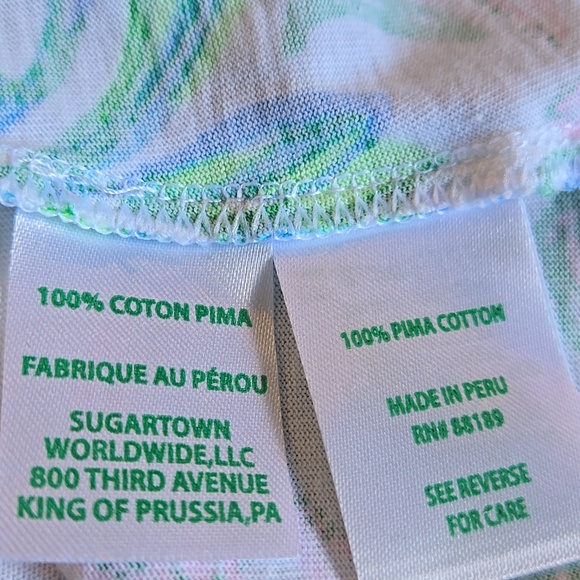 100% COTON PIMA
FABRIQUE AU PÉROU
SUGARTOWN
WORLDWIDE,LLC
800 THIRD AVENUE
KING OF PRUSSIA,PA
100% PIMA COTTON
MADE IN PERU
RN# 88189
SEE REVERSE
FOR CARE